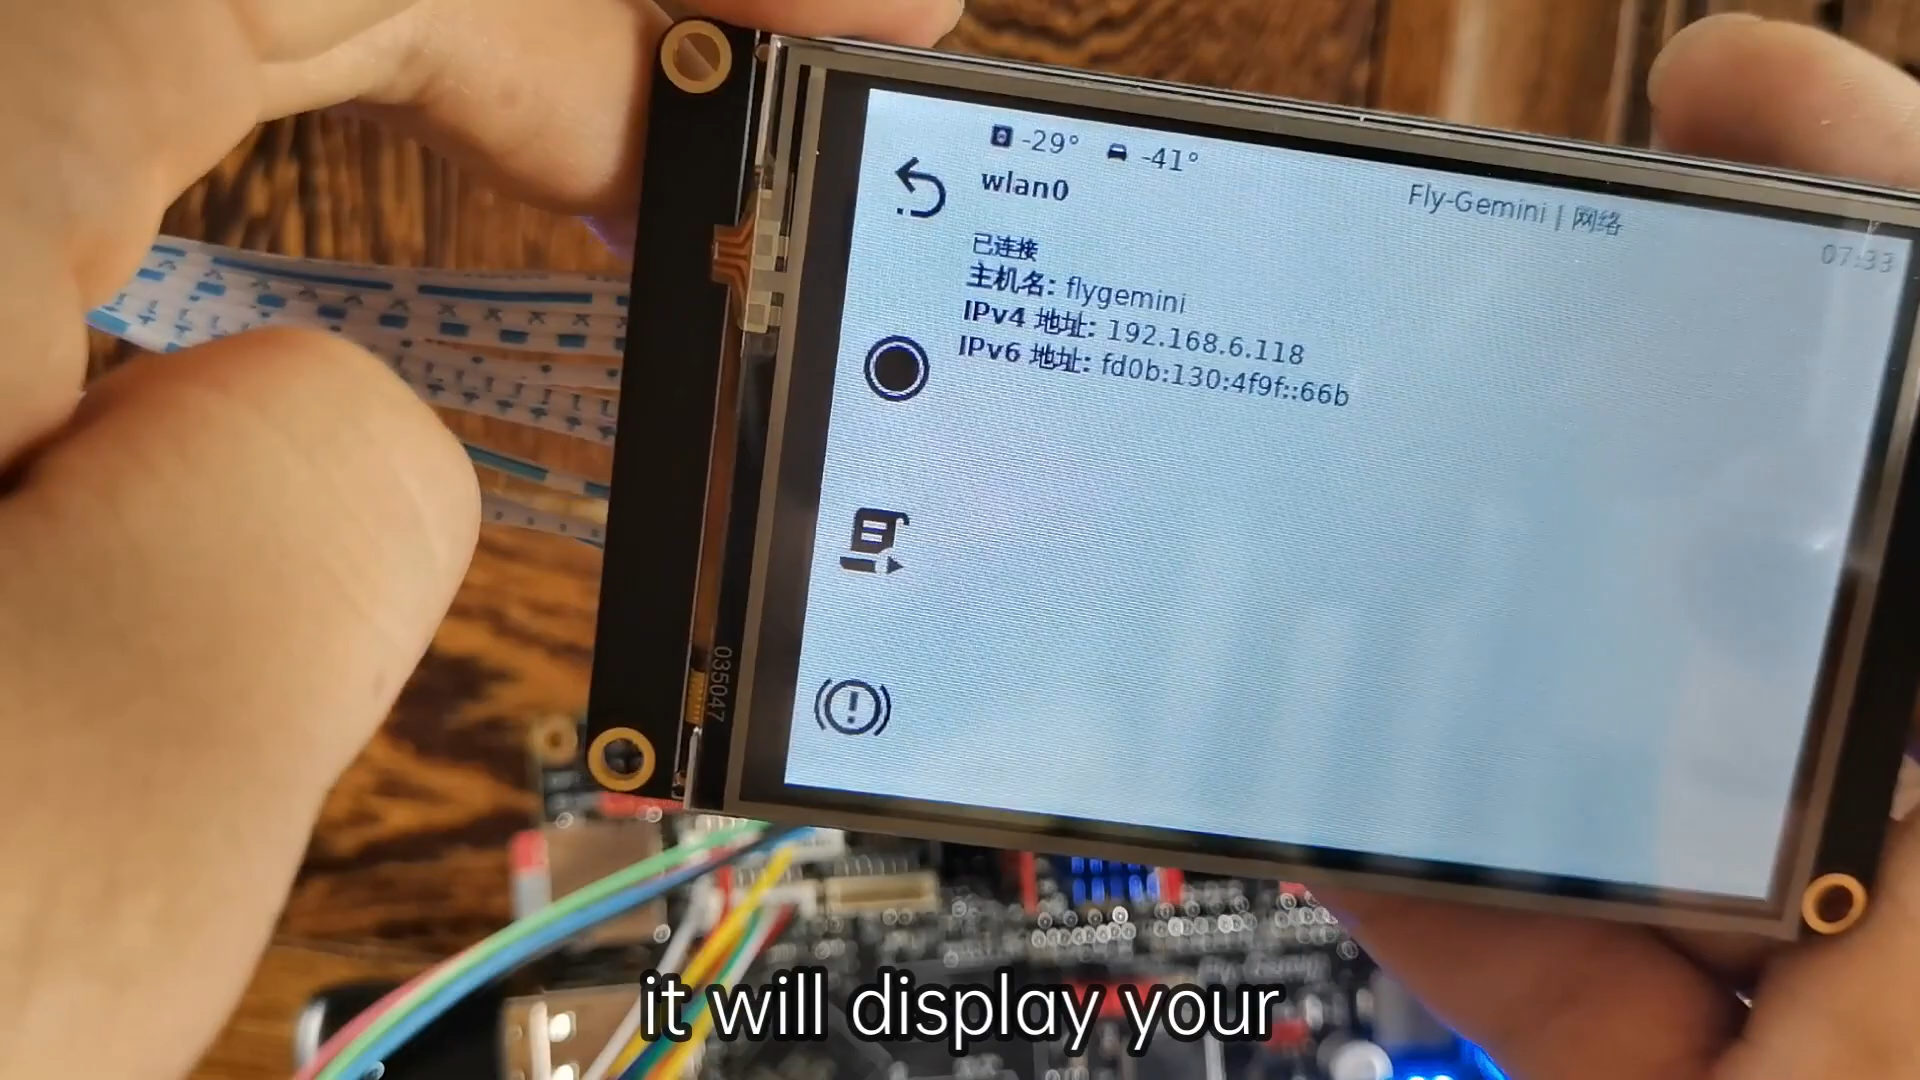 -29° -41°
wlan0
Fly-Gemini | 网络
07:33
已连接
主机名: flygemini
IPv4 地址: 192.168.6.118
IPv6 地址: fd0b:130:4f9f::66b
035047
it will display your